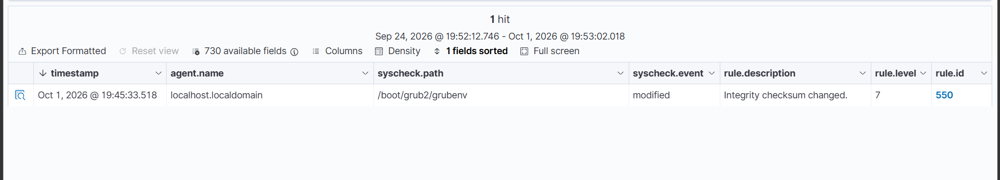 1 hit
Sep 24, 2026 @ 19:52:12.746 - Oct 1, 2026 @ 19:53:02.018
Export Formatted Reset view 730 available fields Columns Density 1 fields sorted Full screen
timestamp agent.name syscheck.path syscheck.event rule.description rule.level rule.id
Oct 1, 2026 @ 19:45:33.518 localhost.localdomain /boot/grub2/grubenv modified Integrity checksum changed. 7 550